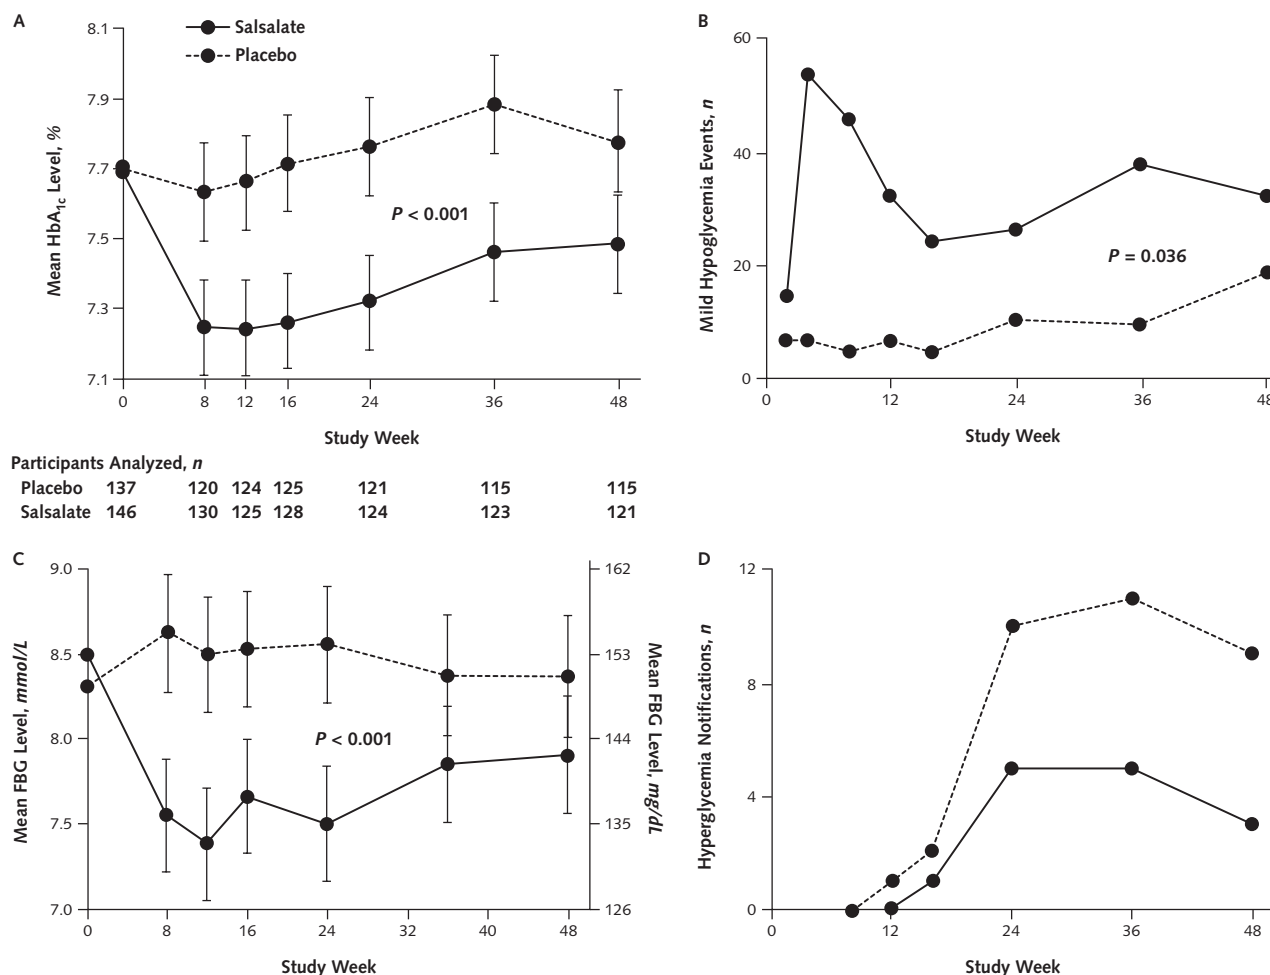 A
Salsalate
Placebo
Mean HbA1c Level, %
8.1
7.9
7.7
7.5
7.3
7.1
P < 0.001
0 8 12 16 24 36 48
Study Week
B
Mild Hypoglycemia Events, n
60
40
20
0
P = 0.036
0 12 24 36 48
Study Week
Participants Analyzed, n
Placebo 137 120 124 125 121 115 115
Salsalate 146 130 125 128 124 123 121
C
Mean FBG Level, mmol/L
9.0
8.5
8.0
7.5
7.0
P < 0.001
162
153
144
135
126
Mean FBG Level, mg/dL
0 8 12 16 24 32 40 48
Study Week
D
Hyperglycemia Notifications, n
12
8
4
0
0 12 24 36 48
Study Week